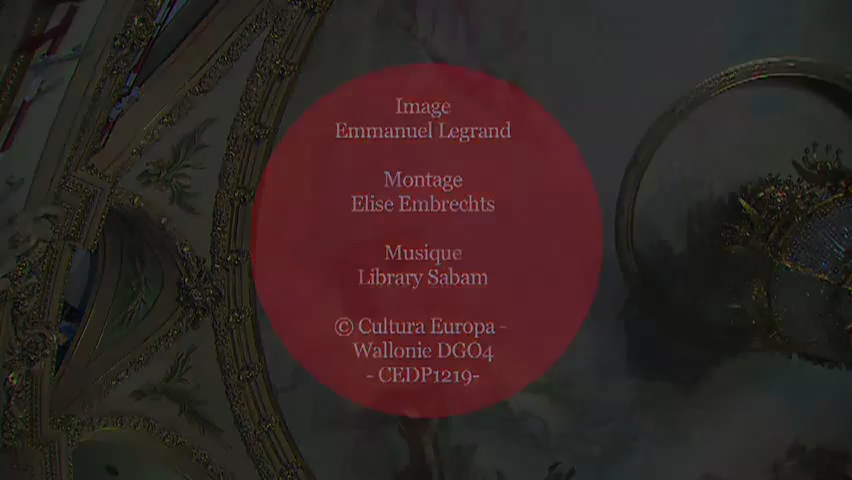 Image
Emmanuel Legrand
Montage
Elise Embrechts
Musique
Library Sabam
© Cultura Europa -
Wallonie DGO4
- CEDP1219-